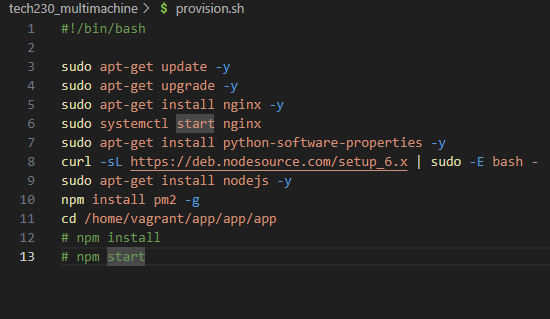 tech230_multimachine > $ provision.sh
1 #!/bin/bash
2
3 sudo apt-get update -y
4 sudo apt-get upgrade -y
5 sudo apt-get install nginx -y
6 sudo systemctl start nginx
7 sudo apt-get install python-software-properties -y
8 curl -sL https://deb.nodesource.com/setup_6.x | sudo -E bash -
9 sudo apt-get install nodejs -y
10 npm install pm2 -g
11 cd /home/vagrant/app/app/app
12 # npm install
13 # npm start